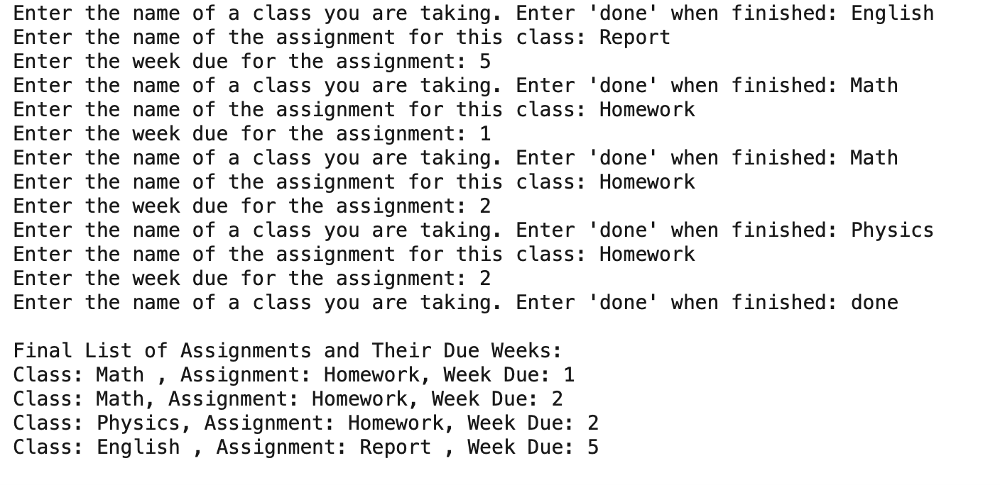 Enter the name of a class you are taking. Enter 'done' when finished: English
Enter the name of the assignment for this class: Report
Enter the week due for the assignment: 5
Enter the name of a class you are taking. Enter 'done' when finished: Math
Enter the name of the assignment for this class: Homework
Enter the week due for the assignment: 1
Enter the name of a class you are taking. Enter 'done' when finished: Math
Enter the name of the assignment for this class: Homework
Enter the week due for the assignment: 2
Enter the name of a class you are taking. Enter 'done' when finished: Physics
Enter the name of the assignment for this class: Homework
Enter the week due for the assignment: 2
Enter the name of a class you are taking. Enter 'done' when finished: done

Final List of Assignments and Their Due Weeks:
Class: Math , Assignment: Homework, Week Due: 1
Class: Math, Assignment: Homework, Week Due: 2
Class: Physics, Assignment: Homework, Week Due: 2
Class: English , Assignment: Report , Week Due: 5